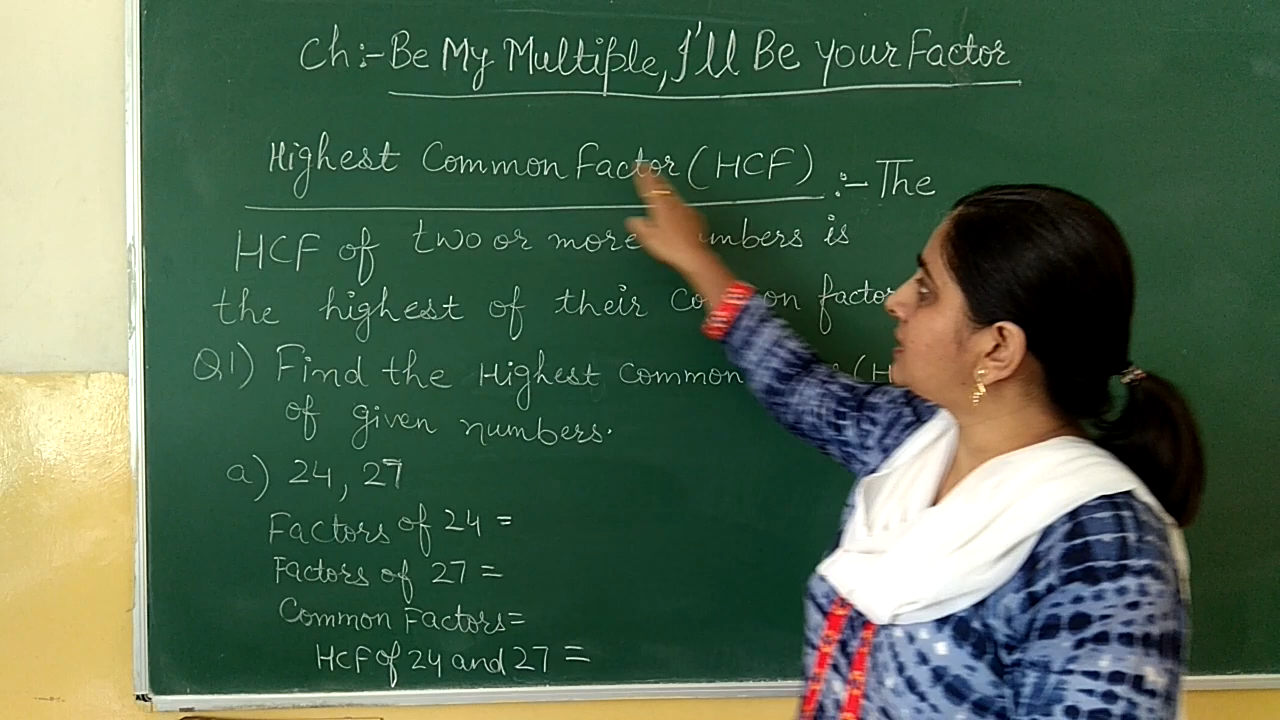 Ch:- Be My Multiple, I'll Be Your Factor
Highest Common Factor (HCF) :- The
HCF of two or more numbers is
the highest of their common factor
Q1) Find the Highest Common (H
of given numbers.
a) 24, 27
Factors of 24 =
Factors of 27 =
Common Factors=
HCF of 24 and 27 =